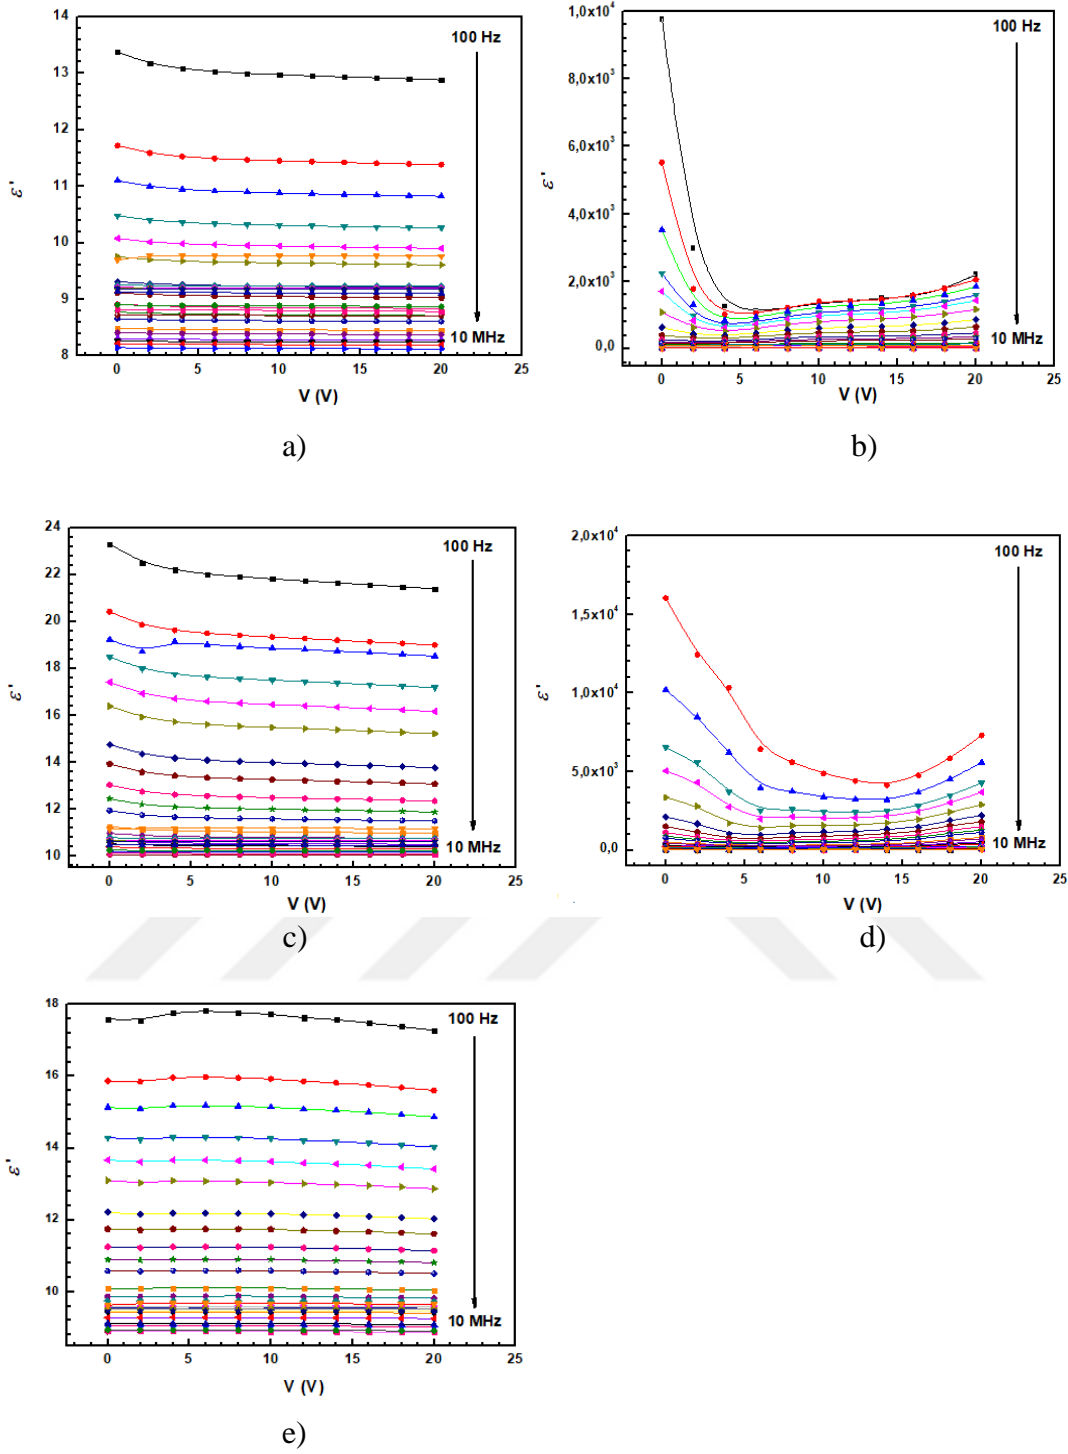 14
13
12
11
10
9
8
ε'
0
5
10
15
20
25
V (V)
100 Hz
10 MHz
a)
1,0x10⁴
8,0x10³
6,0x10³
4,0x10³
2,0x10³
0,0
ε'
0
5
10
15
20
25
V (V)
100 Hz
10 MHz
b)
24
22
20
18
16
14
12
10
ε'
0
5
10
15
20
25
V (V)
100 Hz
10 MHz
c)
2,0x10⁴
1,5x10⁴
1,0x10⁴
5,0x10³
0,0
ε'
0
5
10
15
20
25
V (V)
100 Hz
10 MHz
d)
18
16
14
12
10
ε'
0
5
10
15
20
25
V (V)
100 Hz
10 MHz
e)